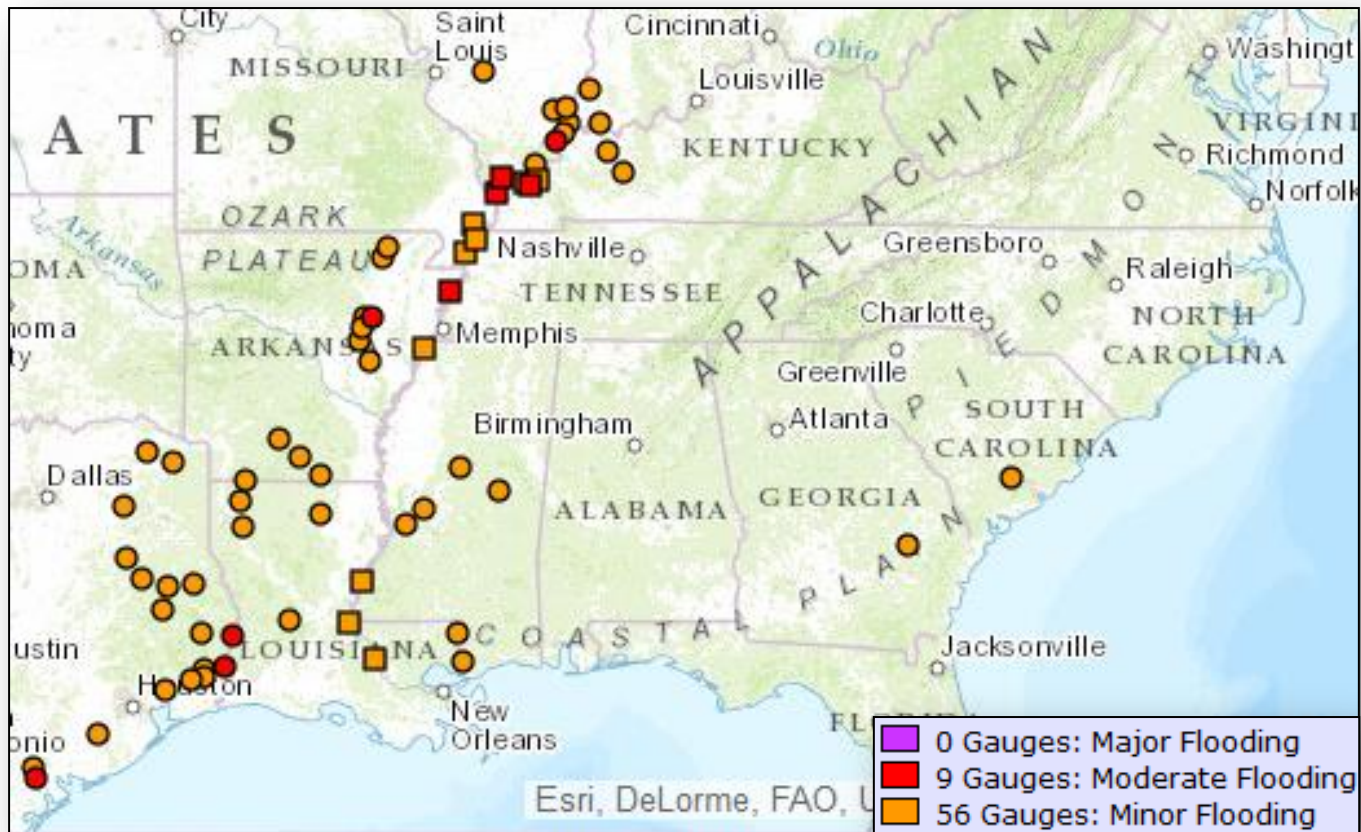 City
Saint
Louis
Cincinnati
Ohio
Washingt
MISSOURI
Louisville
VIRGINI
ATES
KENTUCKY
Richmond
Norfolk
OZARK
PLATEAU
Arkansas
OMA
Nashville
Greensboro
Raleigh
TENNESSEE
APPALACHIAN
PIEDMONT
homa
ty
ARKANSAS
Memphis
Charlotte
NORTH
CAROLINA
Greenville
SOUTH
CAROLINA
Birmingham
Atlanta
Dallas
ALABAMA
GEORGIA
COASTAL PLAIN
ustin
LOUISIANA
Jacksonville
Houston
New
Orleans
onio
Esri, DeLorme, FAO, U
0 Gauges: Major Flooding
9 Gauges: Moderate Flooding
56 Gauges: Minor Flooding